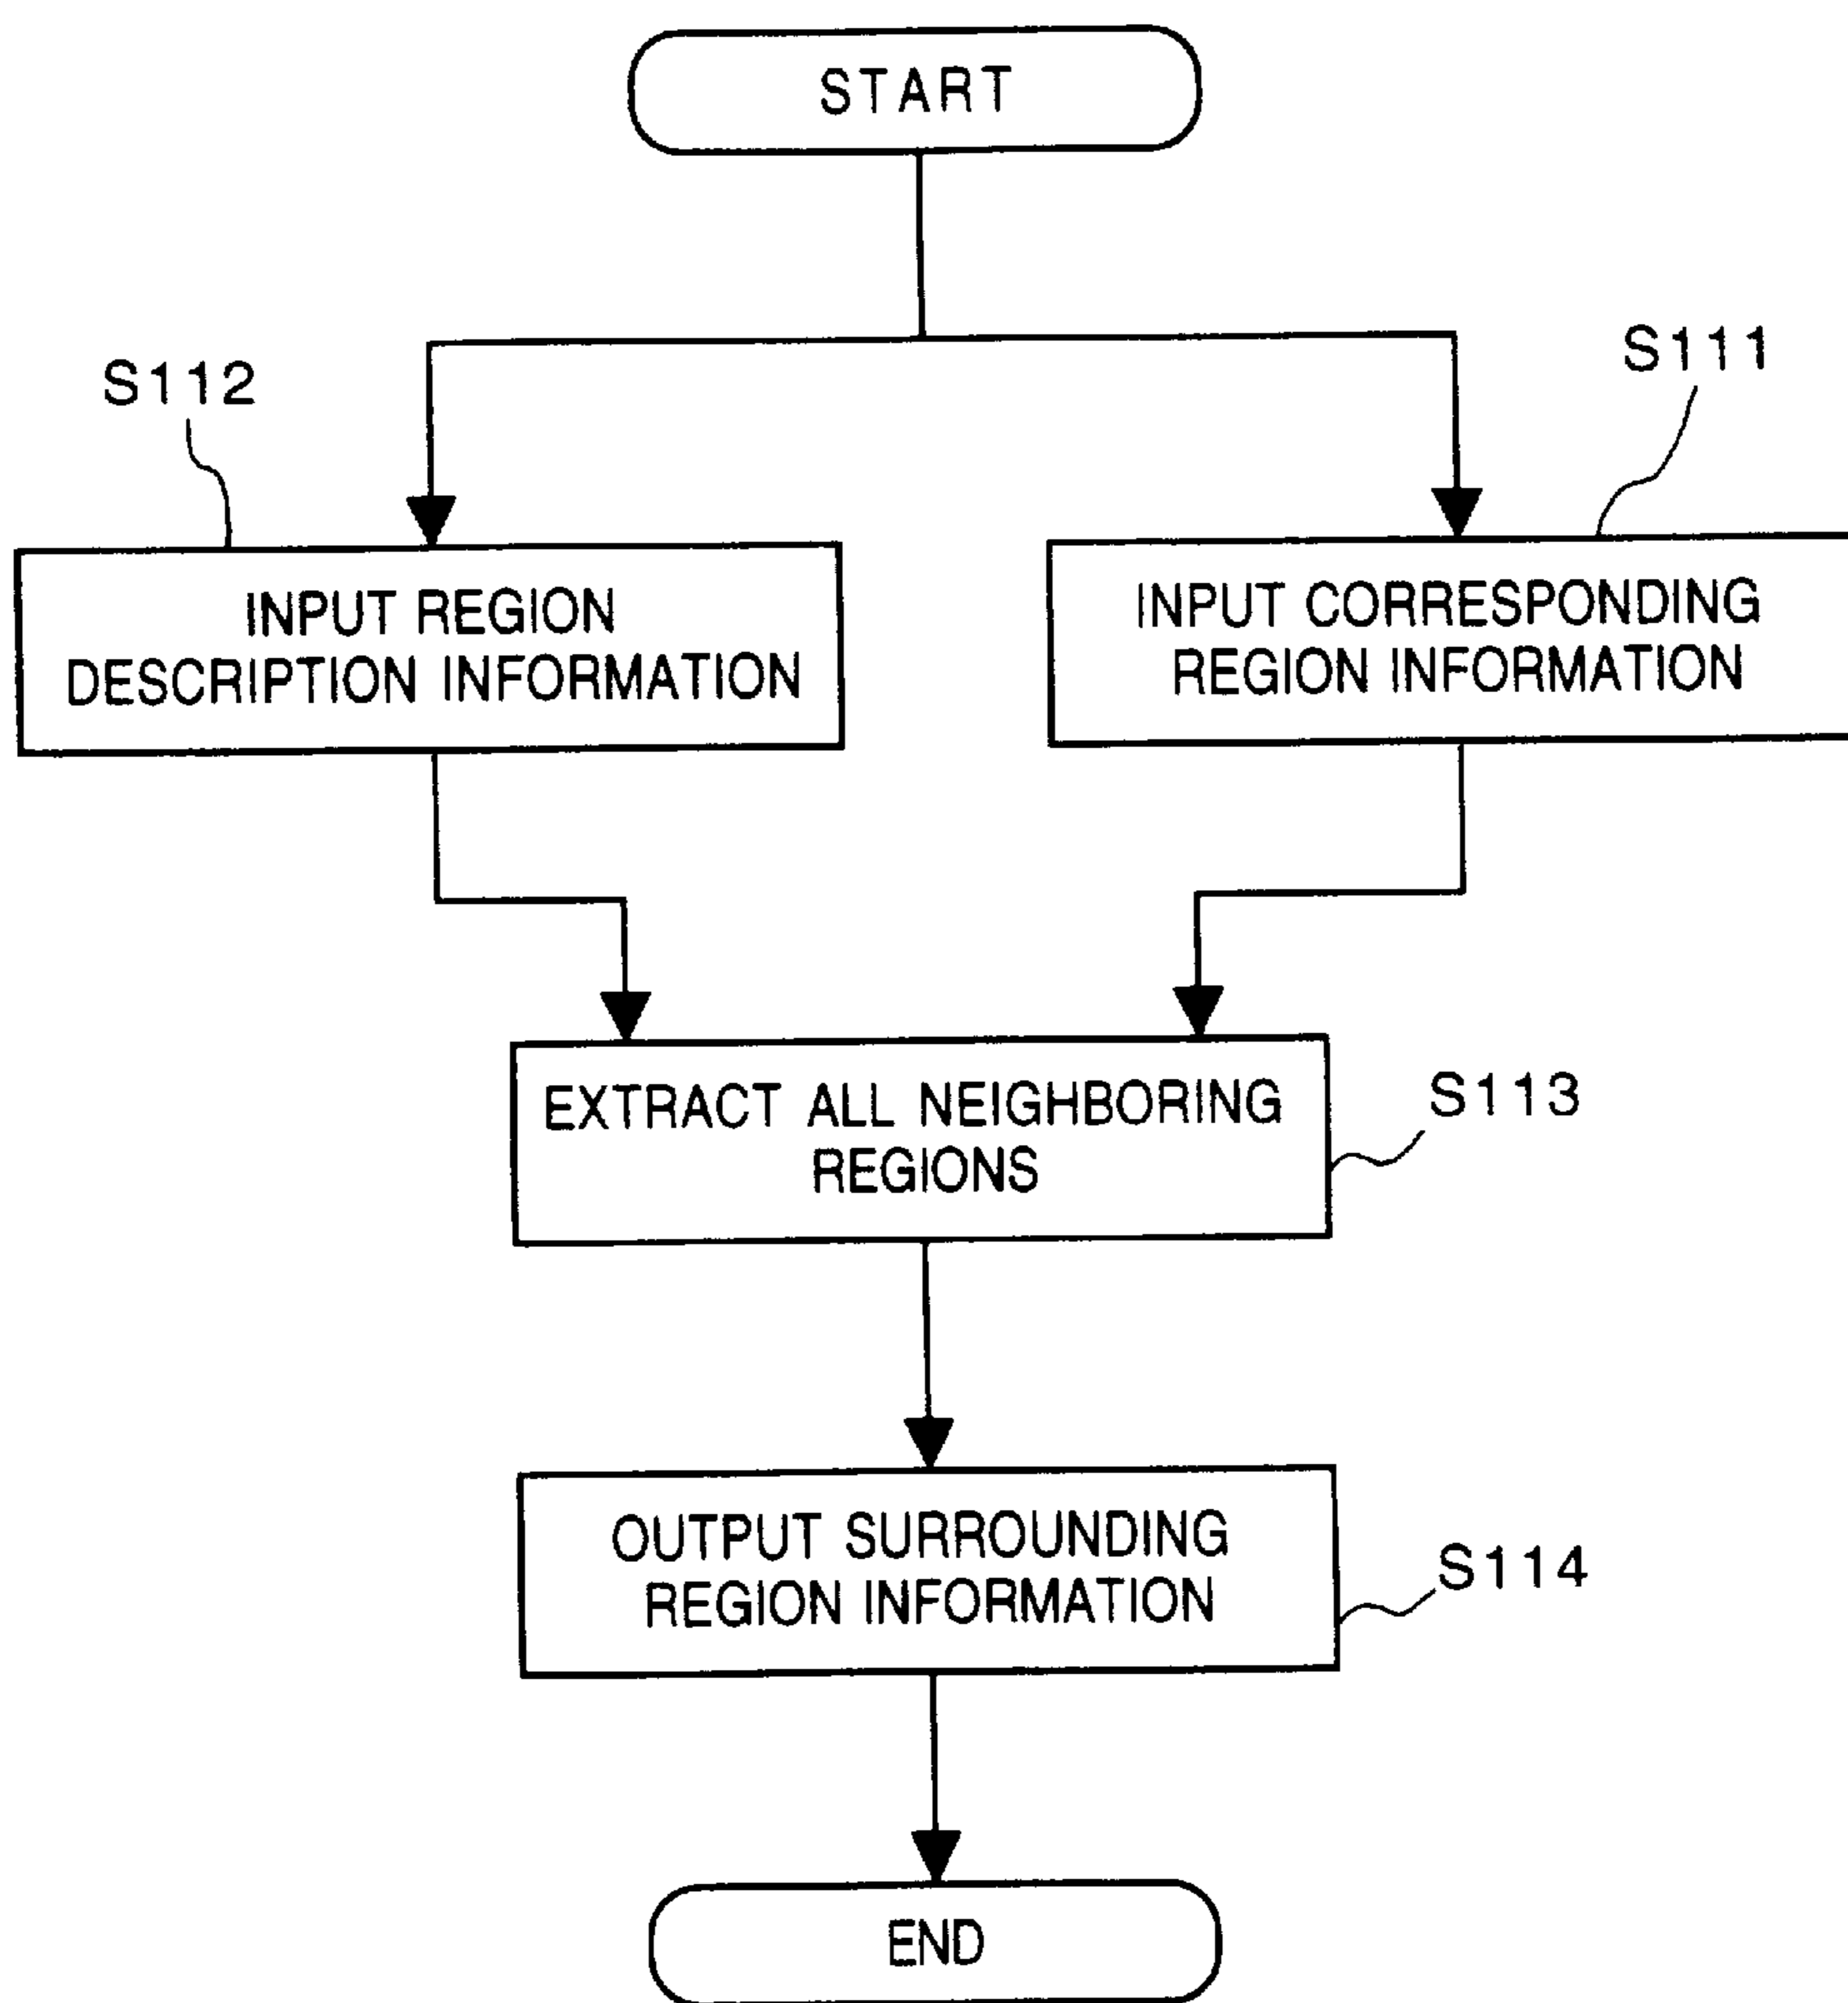 START
S112
S111
INPUT REGION
DESCRIPTION INFORMATION
INPUT CORRESPONDING
REGION INFORMATION
EXTRACT ALL NEIGHBORING
REGIONS
S113
OUTPUT SURROUNDING
REGION INFORMATION
S114
END